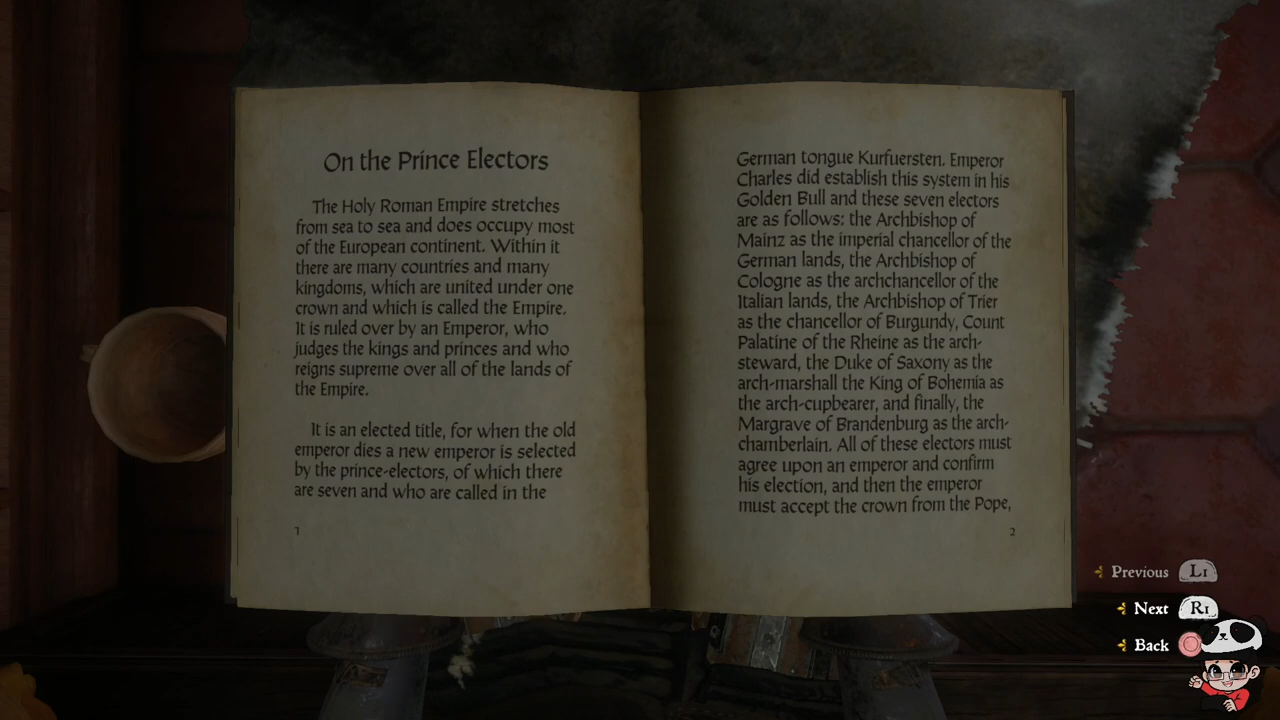 On the Prince Electors
The Holy Roman Empire stretches
from sea to sea and does occupy most
of the European continent. Within it
there are many countries and many
kingdoms, which are united under one
crown and which is called the Empire.
It is ruled over by an Emperor, who
judges the kings and princes and who
reigns supreme over all of the lands of
the Empire.
It is an elected title, for when the old
emperor dies a new emperor is selected
by the prince-electors, of which there
are seven and who are called in the
1
German tongue Kurfuersten. Emperor
Charles did establish this system in his
Golden Bull and these seven electors
are as follows: the Archbishop of
Mainz as the imperial chancellor of the
German lands, the Archbishop of
Cologne as the archchancellor of the
Italian lands, the Archbishop of Trier
as the chancellor of Burgundy, Count
Palatine of the Rheine as the arch-
steward, the Duke of Saxony as the
arch-marshall the King of Bohemia as
the arch-cupbearer, and finally, the
Margrave of Brandenburg as the arch-
chamberlain. All of these electors must
agree upon an emperor and confirm
his election, and then the emperor
must accept the crown from the Pope,
2
Previous L1
Next R1
Back